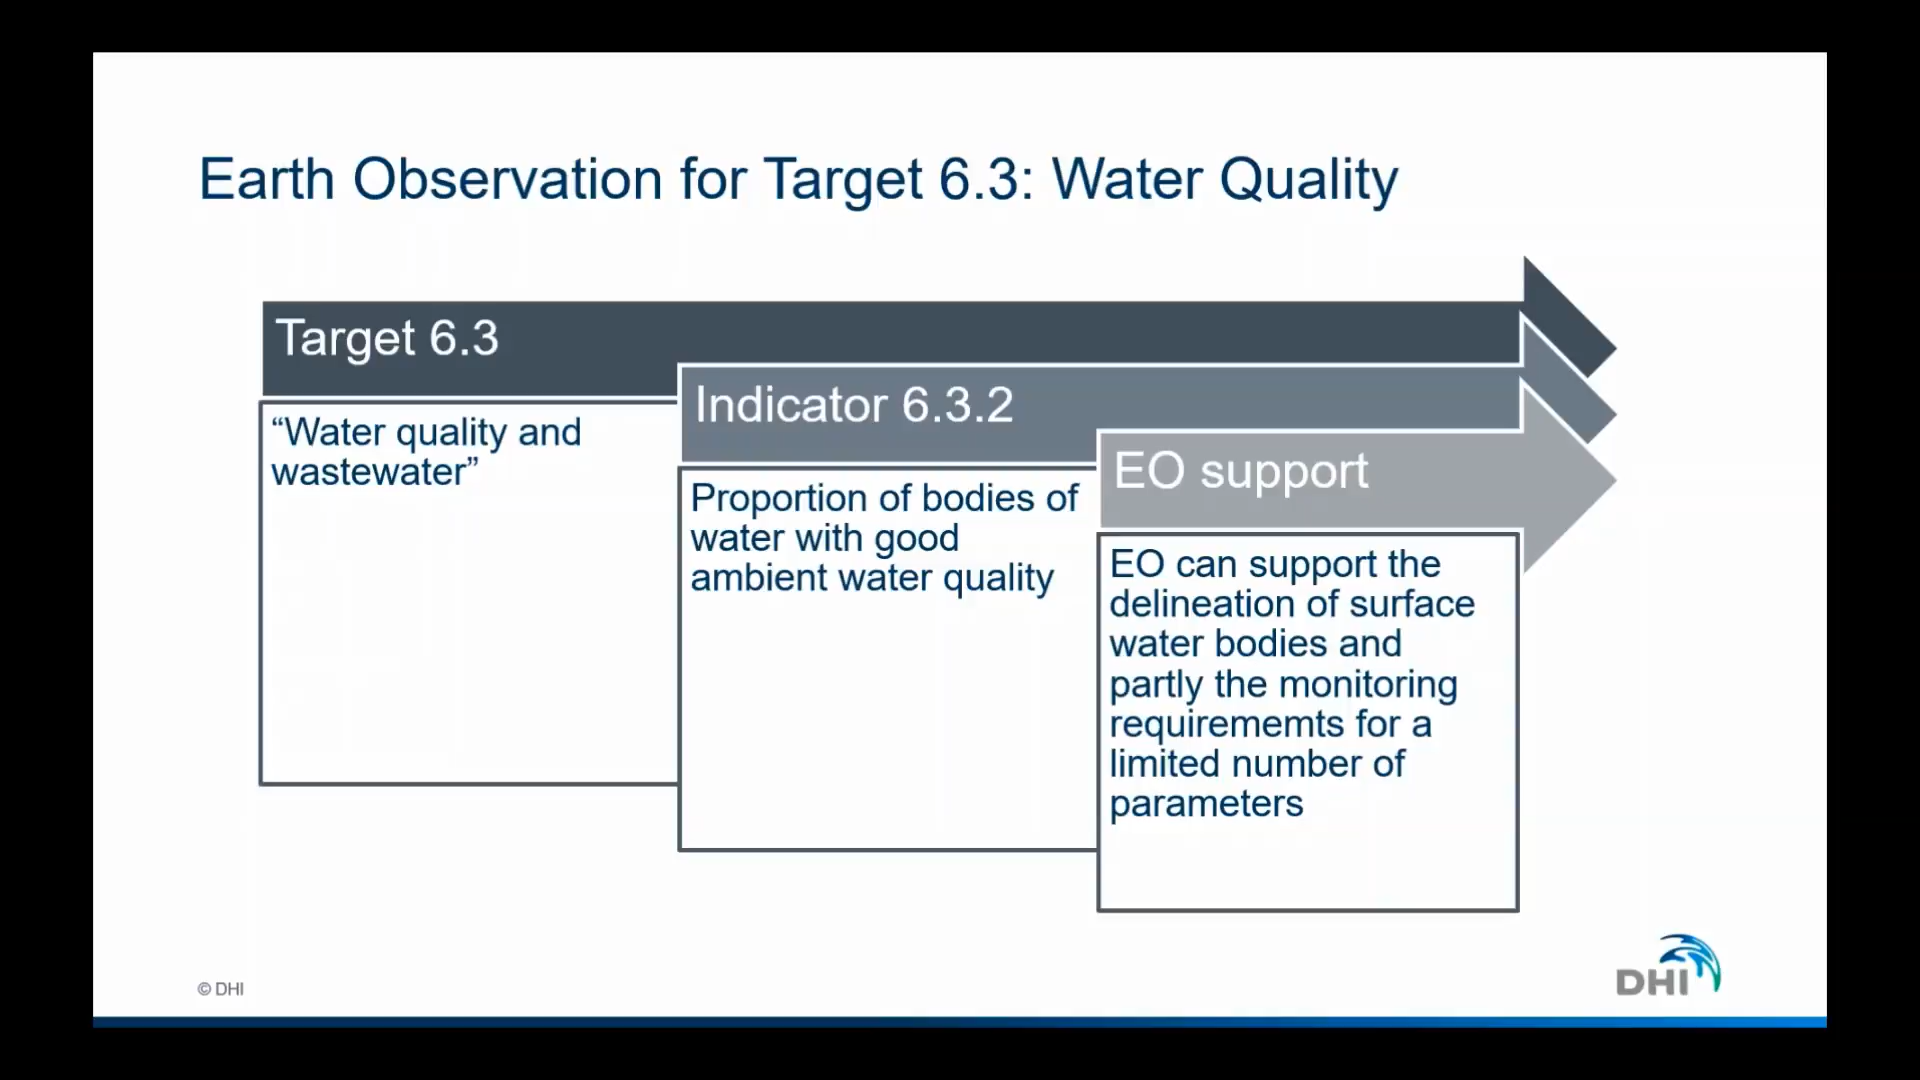 Earth Observation for Target 6.3: Water Quality
Target 6.3
“Water quality and
wastewater”
Indicator 6.3.2
Proportion of bodies of
water with good
ambient water quality
EO support
EO can support the
delineation of surface
water bodies and
partly the monitoring
requirememts for a
limited number of
parameters
© DHI
DHI